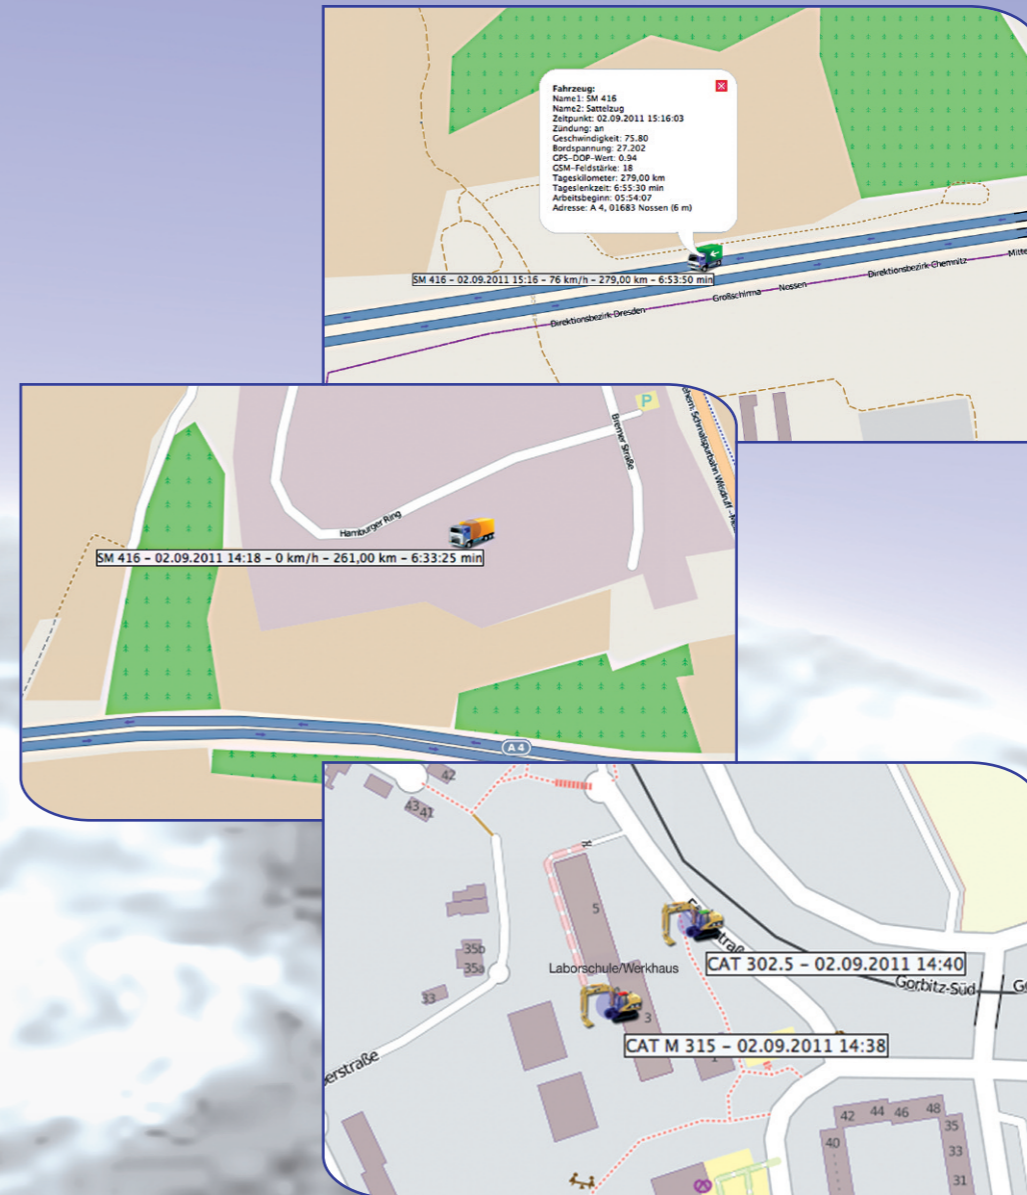 Fahrzeug:
Name1: SM 416
Name2: Sattelzug
Zeitpunkt: 02.09.2011 15:16:03
Zündung: an
Geschwindigkeit: 75.80
Bordspannung: 27.202
GPS-DOP-Wert: 0.94
GSM-Feldstärke: 18
Tageskilometer: 279,00 km
Tageslenkzeit: 6:55:30 min
Arbeitsbeginn: 05:54:07
Adresse: A 4, 01683 Nossen (6 m)
SM 416 - 02.09.2011 15:16 - 76 km/h - 279,00 km - 6:53:50 min
Direktionsbezirk Dresden
Großschirma
Nossen
Direktionsbezirk Chemnitz
Mitte
P
Bremer Straße
Schmalspurbahn Wilsdruff
Hamburger Ring
SM 416 - 02.09.2011 14:18 - 0 km/h - 261,00 km - 6:33:25 min
A 4
42
43
41
5
35b
35a
33
Laborschule/Werkhaus
CAT 302.5 - 02.09.2011 14:40
Gorbitz-Süd
3
CAT M 315 - 02.09.2011 14:38
erstraße
42
44
46
48
40
35
33
31